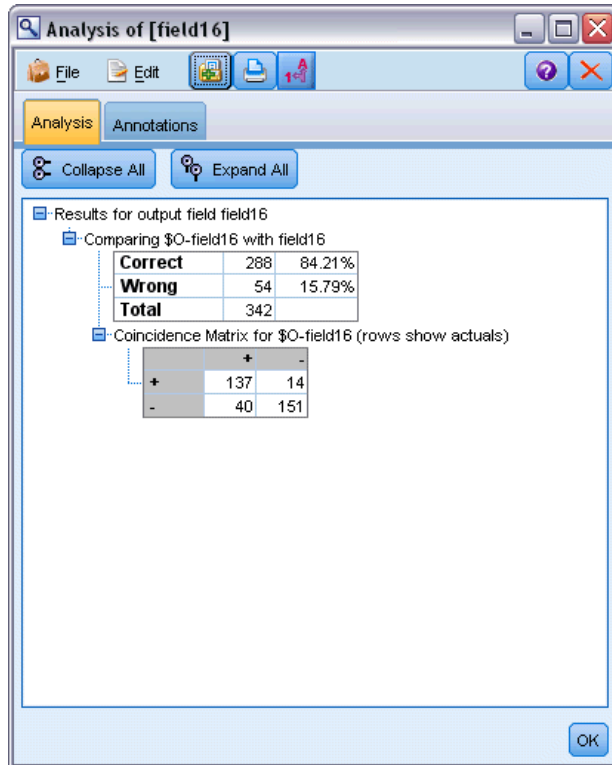 Analysis of [field16]
File Edit
Analysis Annotations
Collapse All Expand All
Results for output field field16
Comparing $O-field16 with field16
Correct 288 84.21%
Wrong 54 15.79%
Total 342
Coincidence Matrix for $O-field16 (rows show actuals)
+ -
+ 137 14
- 40 151
OK